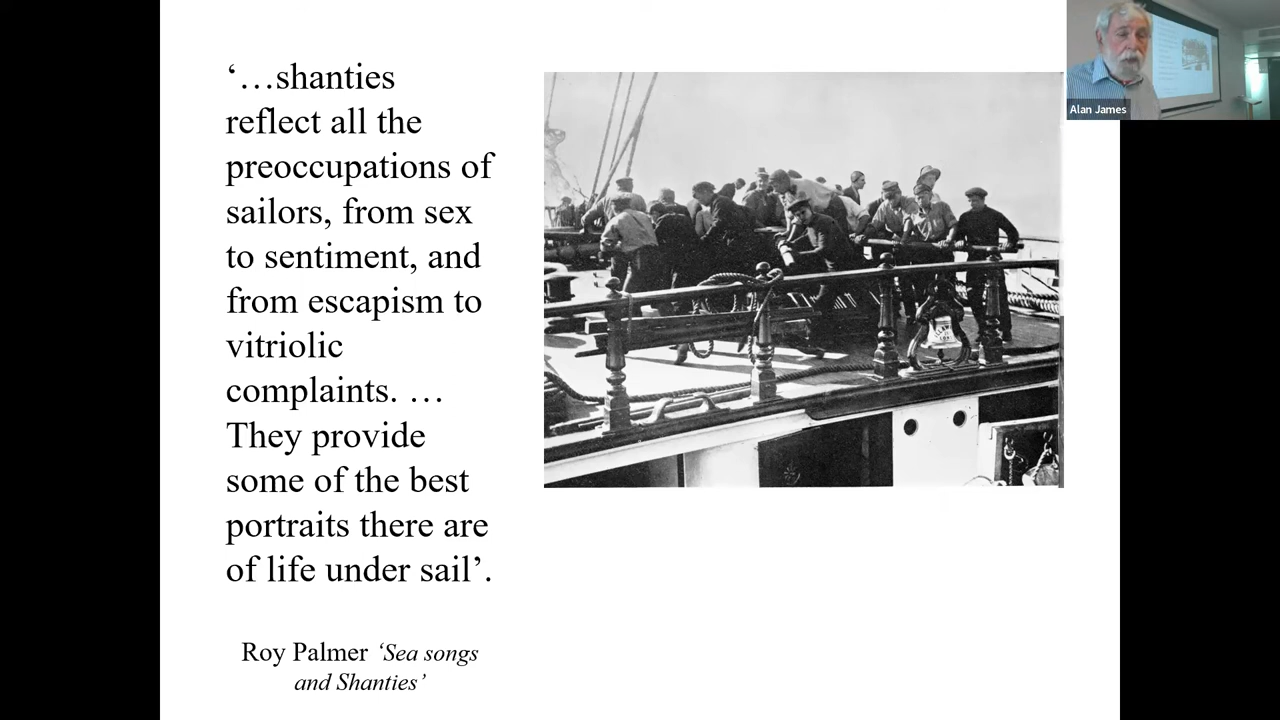 ‘…shanties
reflect all the
preoccupations of
sailors, from sex
to sentiment, and
from escapism to
vitriolic
complaints. …
They provide
some of the best
portraits there are
of life under sail’.
Roy Palmer ‘Sea songs
and Shanties’
Alan James